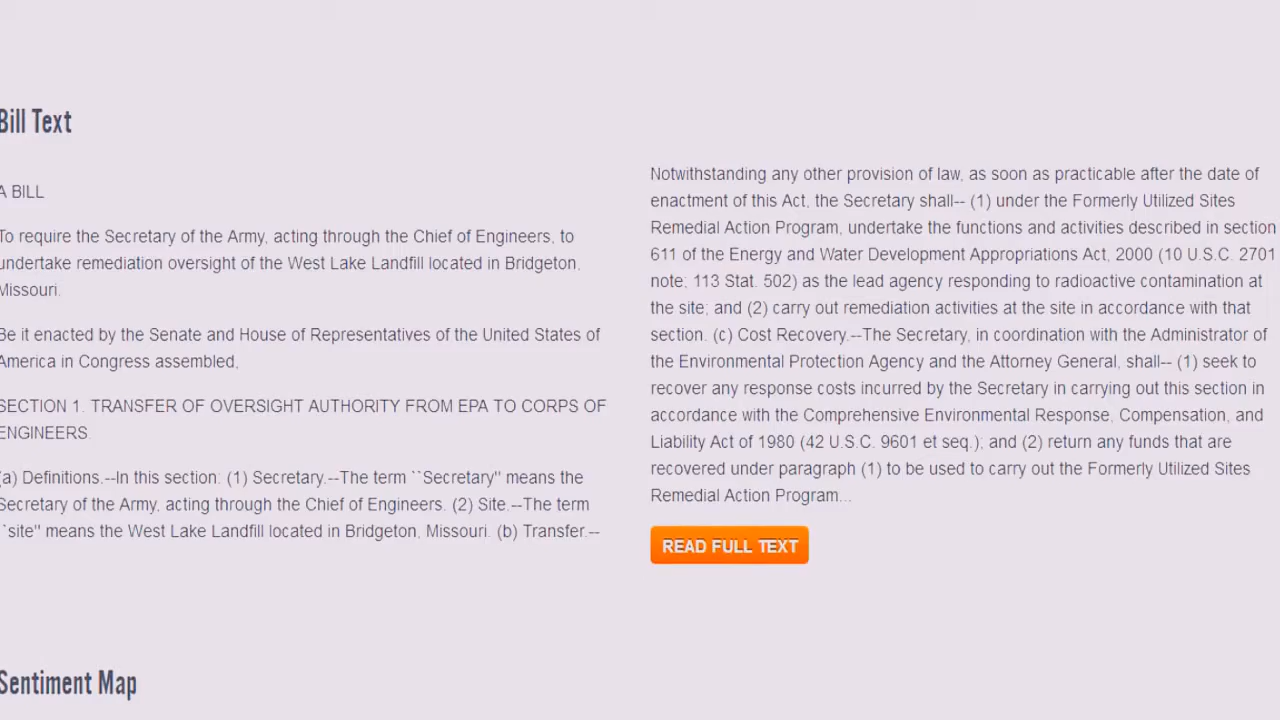 Bill Text
A BILL
To require the Secretary of the Army, acting through the Chief of Engineers, to
undertake remediation oversight of the West Lake Landfill located in Bridgeton,
Missouri.
Be it enacted by the Senate and House of Representatives of the United States of
America in Congress assembled,
SECTION 1. TRANSFER OF OVERSIGHT AUTHORITY FROM EPA TO CORPS OF
ENGINEERS.
(a) Definitions.--In this section: (1) Secretary.--The term ``Secretary'' means the
Secretary of the Army, acting through the Chief of Engineers. (2) Site.--The term
``site'' means the West Lake Landfill located in Bridgeton, Missouri. (b) Transfer.--
Notwithstanding any other provision of law, as soon as practicable after the date of
enactment of this Act, the Secretary shall-- (1) under the Formerly Utilized Sites
Remedial Action Program, undertake the functions and activities described in section
611 of the Energy and Water Development Appropriations Act, 2000 (10 U.S.C. 2701
note; 113 Stat. 502) as the lead agency responding to radioactive contamination at
the site; and (2) carry out remediation activities at the site in accordance with that
section. (c) Cost Recovery.--The Secretary, in coordination with the Administrator of
the Environmental Protection Agency and the Attorney General, shall-- (1) seek to
recover any response costs incurred by the Secretary in carrying out this section in
accordance with the Comprehensive Environmental Response, Compensation, and
Liability Act of 1980 (42 U.S.C. 9601 et seq.); and (2) return any funds that are
recovered under paragraph (1) to be used to carry out the Formerly Utilized Sites
Remedial Action Program...
READ FULL TEXT
Sentiment Map